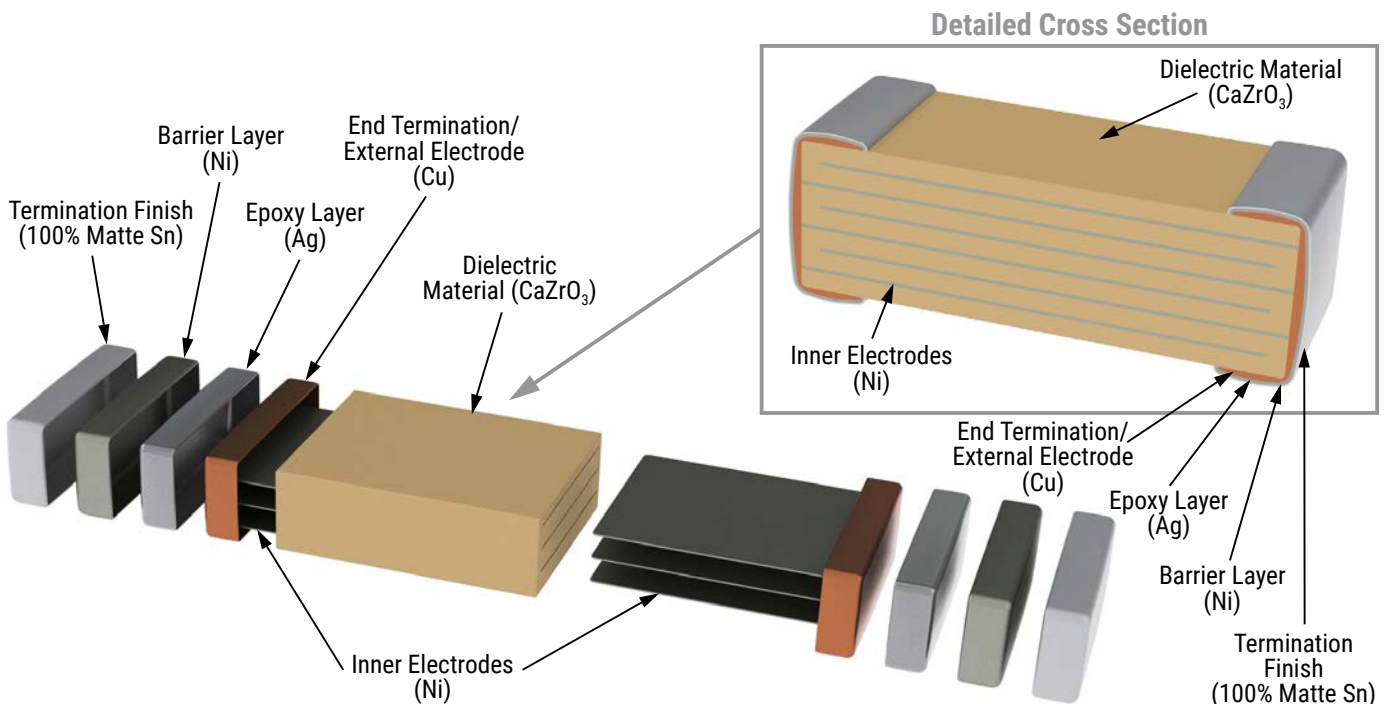 Detailed Cross Section
Dielectric Material
(CaZrO₃)
End Termination/
External Electrode
(Cu)
Barrier Layer
(Ni)
Termination Finish
(100% Matte Sn)
Epoxy Layer
(Ag)
Dielectric
Material (CaZrO₃)
Inner Electrodes
(Ni)
End Termination/
External Electrode
(Cu)
Epoxy Layer
(Ag)
Barrier Layer
(Ni)
Termination
Finish
(100% Matte Sn)
Inner Electrodes
(Ni)